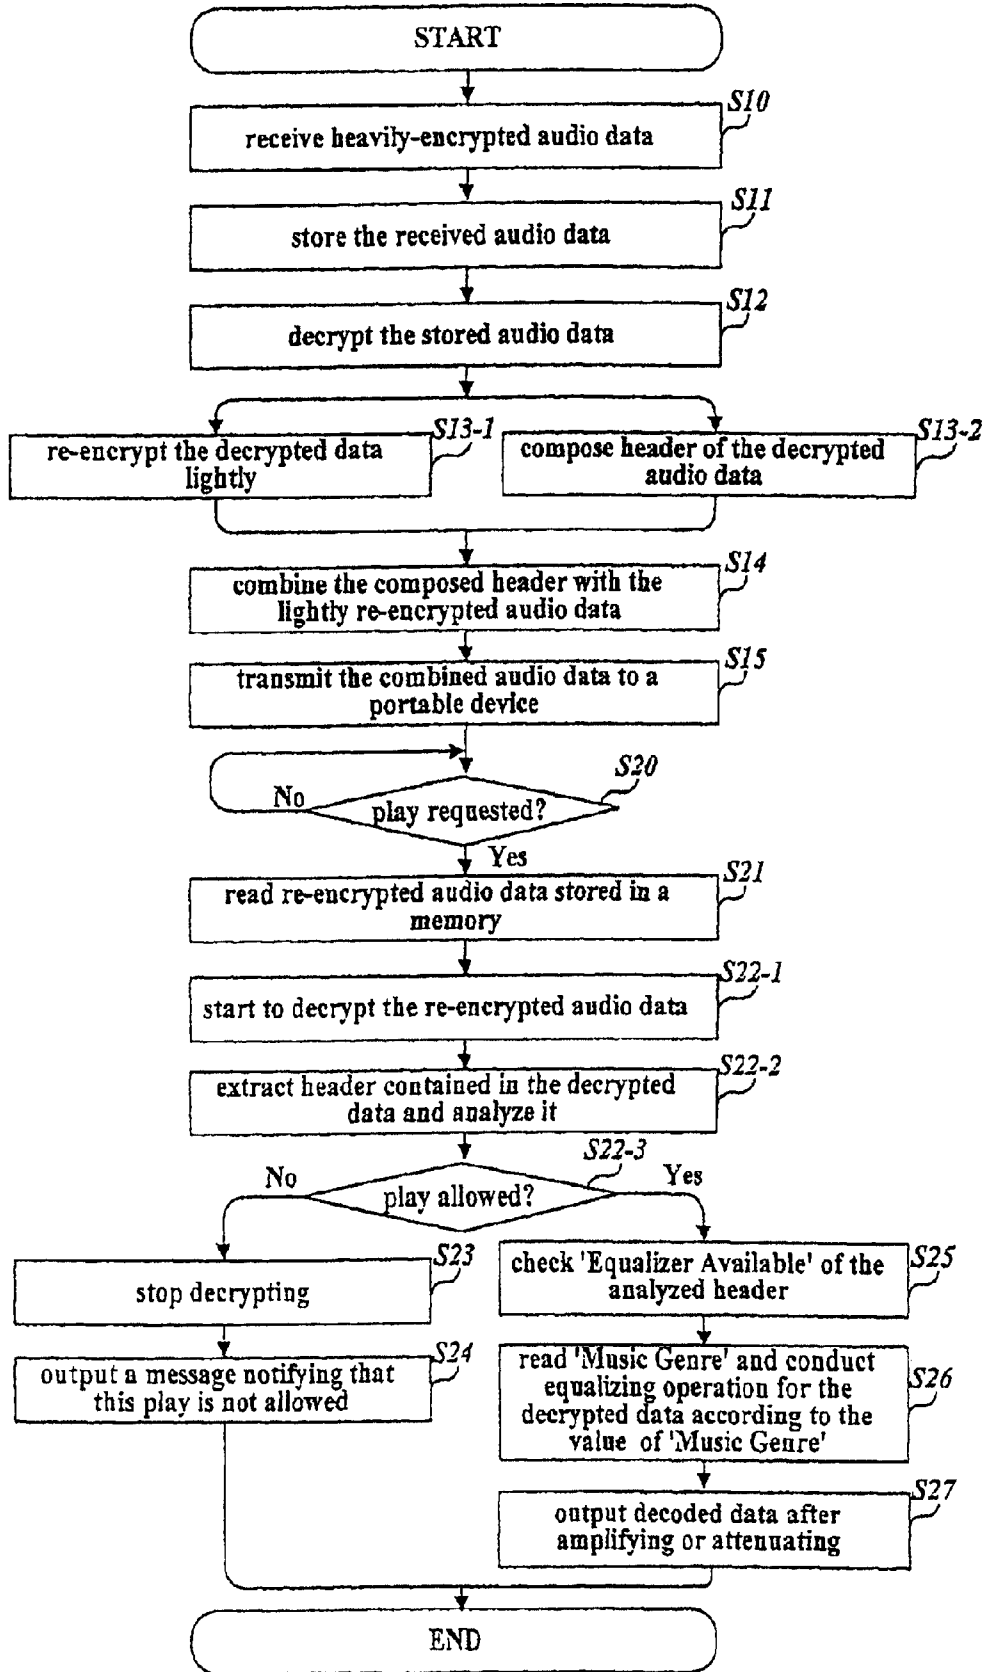 START
S10
receive heavily-encrypted audio data
S11
store the received audio data
S12
decrypt the stored audio data
S13-1
re-encrypt the decrypted data
lightly
S13-2
compose header of the decrypted
audio data
S14
combine the composed header with the
lightly re-encrypted audio data
S15
transmit the combined audio data to a
portable device
S20
No
play requested?
Yes
S21
read re-encrypted audio data stored in a
memory
S22-1
start to decrypt the re-encrypted audio data
S22-2
extract header contained in the decrypted
data and analyze it
S22-3
No
play allowed?
Yes
S23
stop decrypting
S24
output a message notifying that
this play is not allowed
S25
check 'Equalizer Available' of the
analyzed header
S26
read 'Music Genre' and conduct
equalizing operation for the
decrypted data according to the
value of 'Music Genre'
S27
output decoded data after
amplifying or attenuating
END